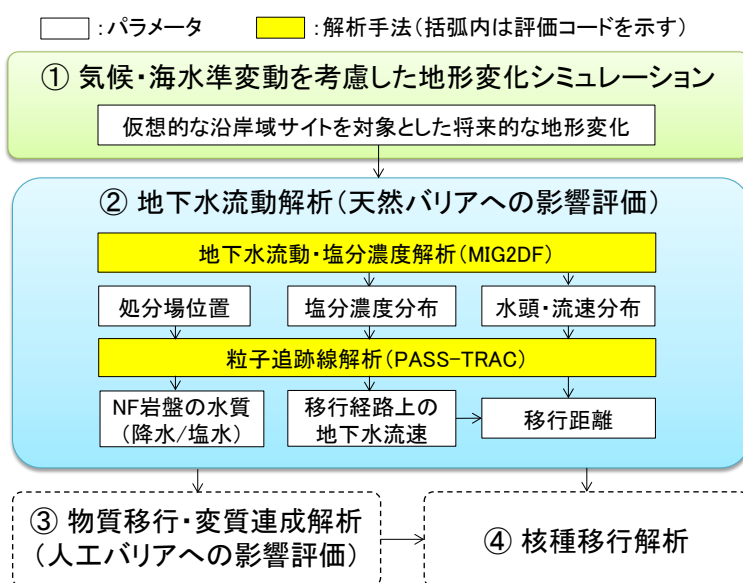 ：パラメータ
：解析手法（括弧内は評価コードを示す）
① 気候・海水準変動を考慮した地形変化シミュレーション
仮想的な沿岸域サイトを対象とした将来的な地形変化
② 地下水流動解析（天然バリアへの影響評価）
地下水流動・塩分濃度解析（MIG2DF）
処分場位置
塩分濃度分布
水頭・流速分布
粒子追跡線解析（PASS-TRAC）
NF岩盤の水質
（降水/塩水）
移行経路上の
地下水流速
移行距離
③ 物質移行・変質連成解析
（人工バリアへの影響評価）
④ 核種移行解析